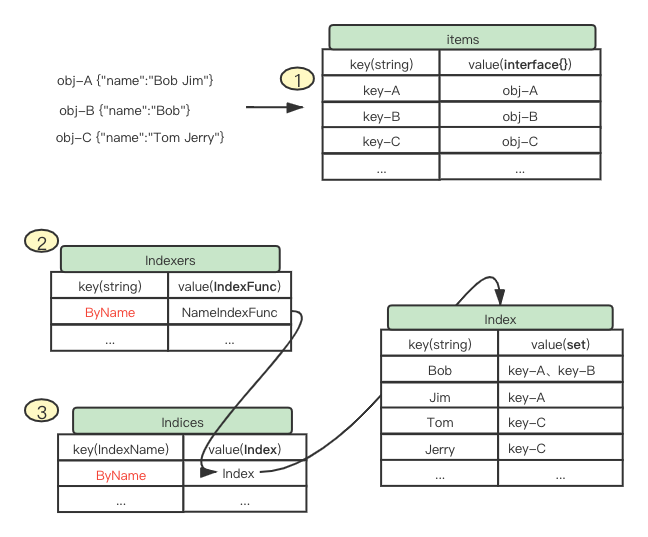 obj-A {"name":"Bob Jim"}
obj-B {"name":"Bob"}
obj-C {"name":"Tom Jerry"}
1
items
key(string) value(interface{})
key-A obj-A
key-B obj-B
key-C obj-C
... ...
2
Indexers
key(string) value(IndexFunc)
ByName NameIndexFunc
... ...
3
Indices
key(IndexName) value(Index)
ByName Index
... ...
Index
key(string) value(set)
Bob key-A、key-B
Jim key-A
Tom key-C
Jerry key-C
... ...